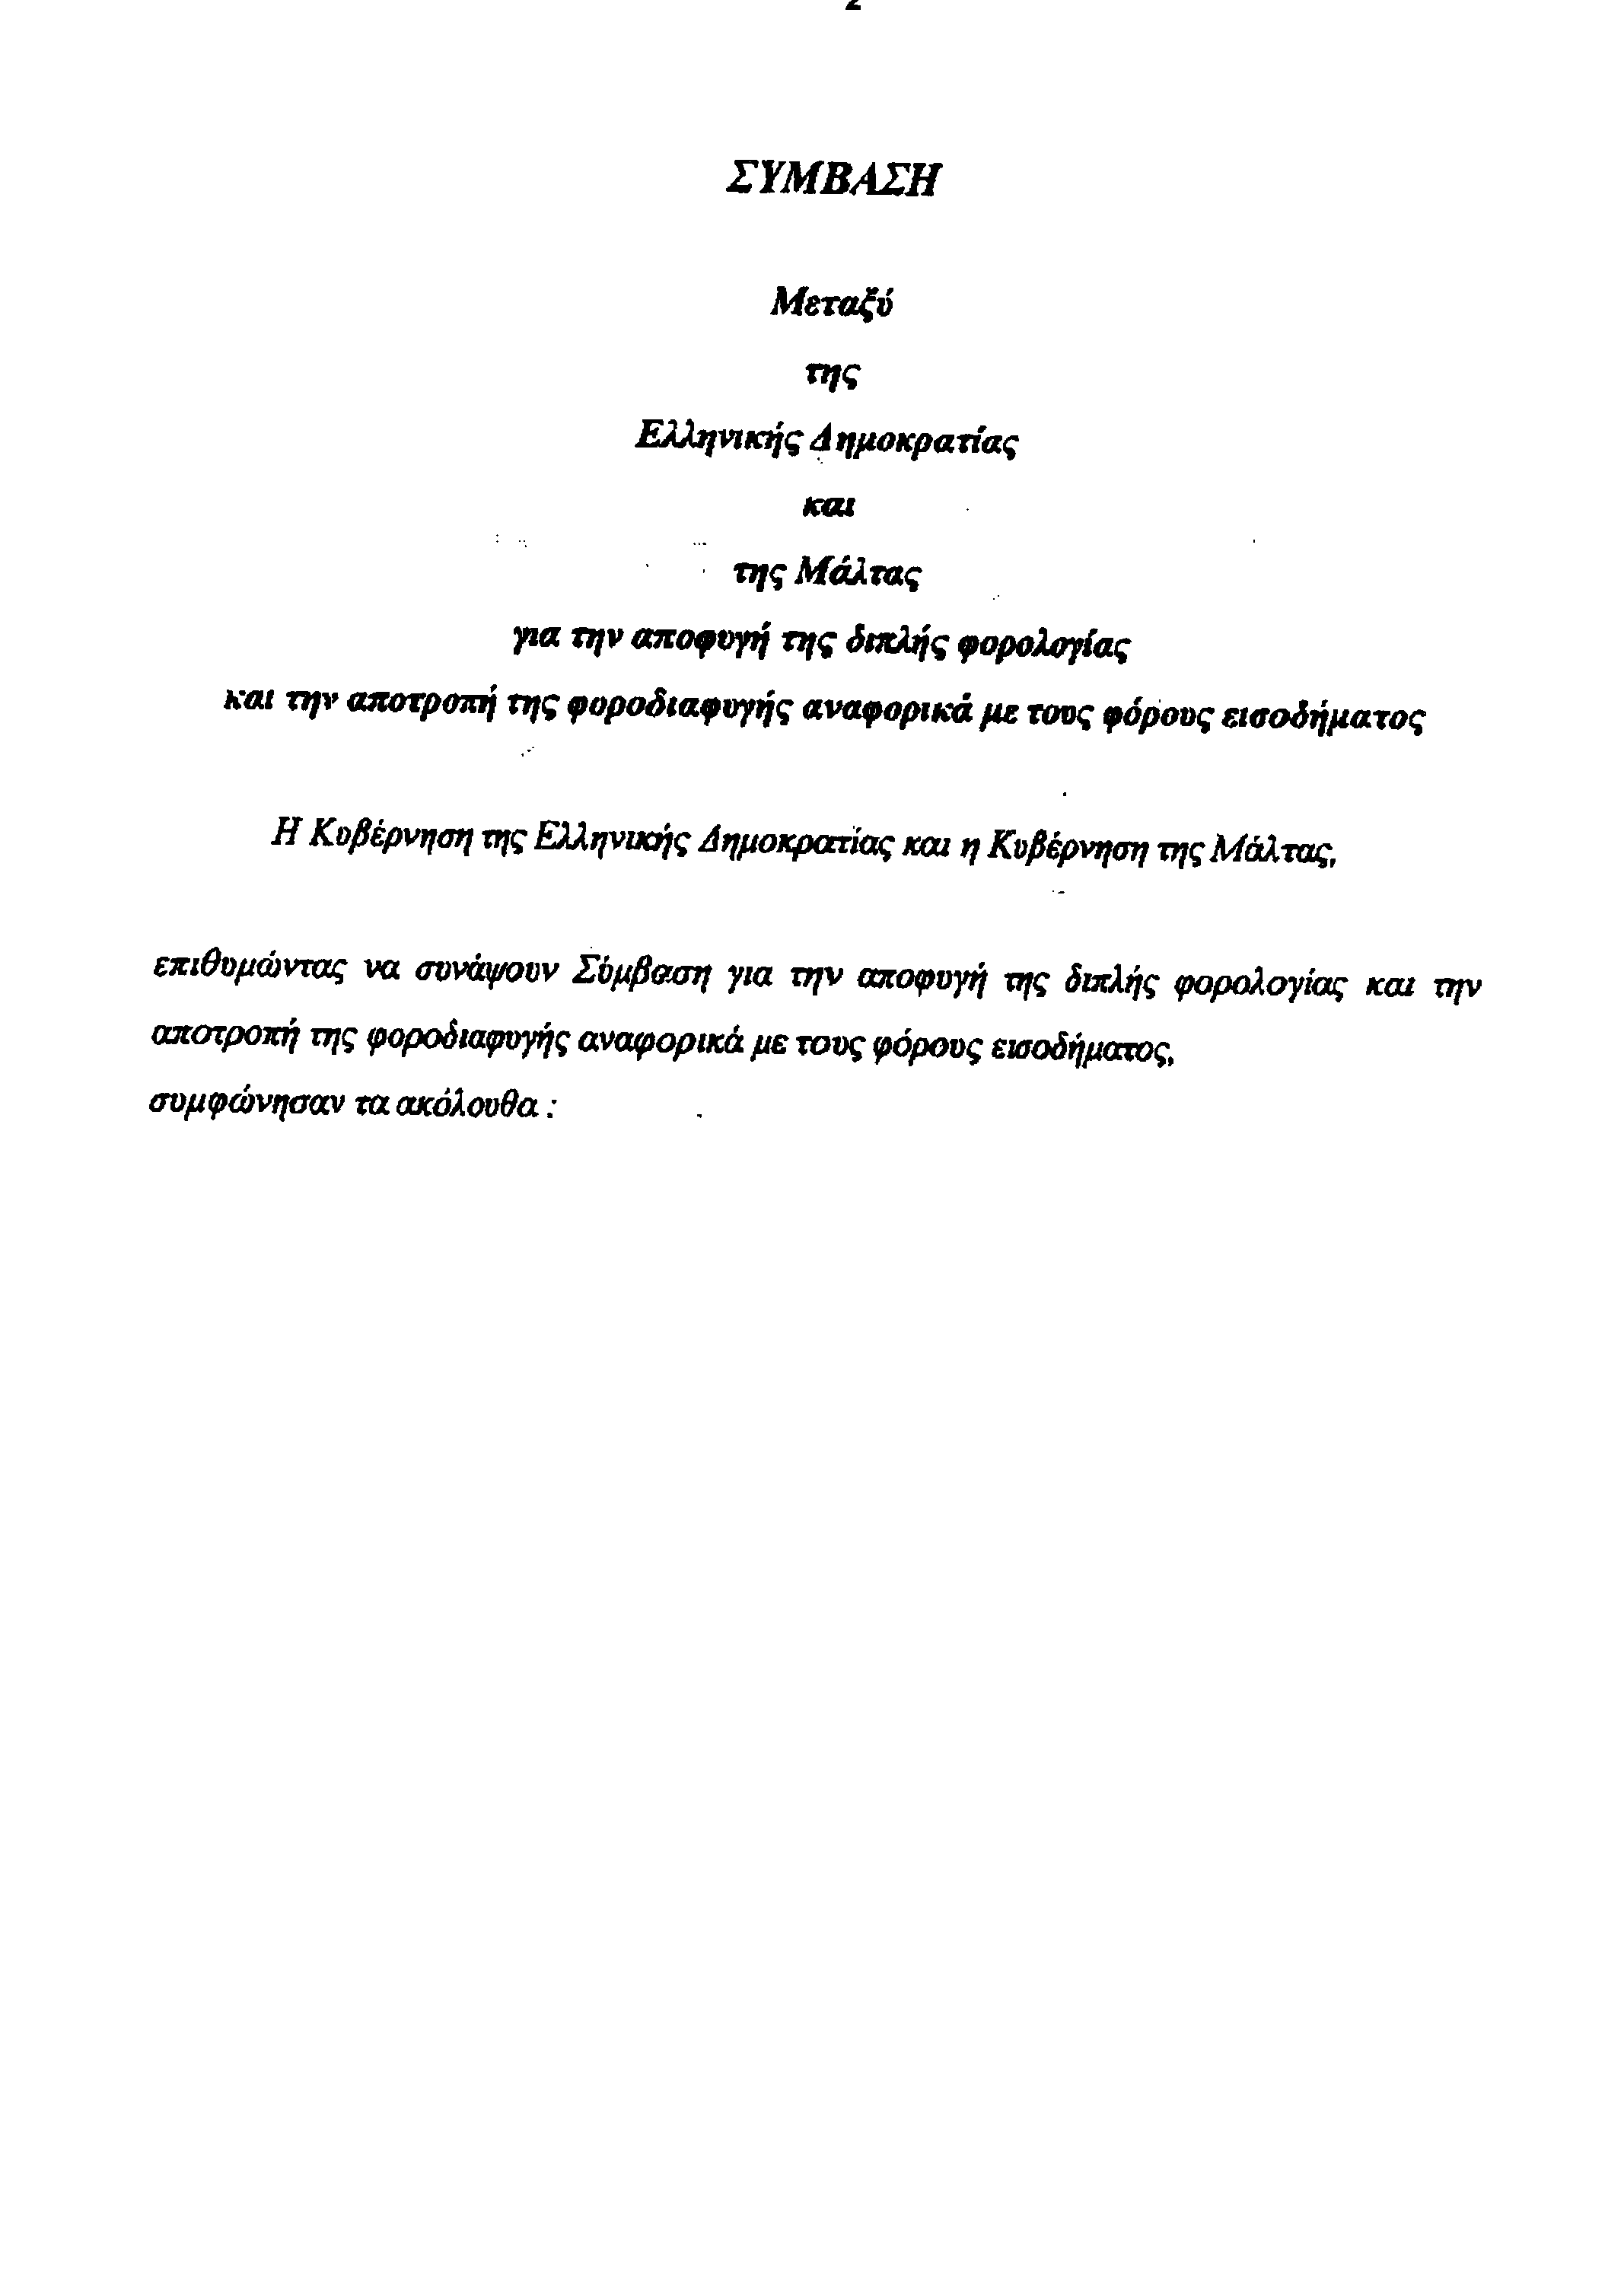 2
ΣΥΜΒΑΣΗ
Μεταξύ
της
Ελληνικής Δημοκρατίας
και
της Μάλτας
για την αποφυγή της διπλής φορολογίας
και την αποτροπή της φοροδιαφυγής αναφορικά με τους φόρους εισοδήματος
Η Κυβέρνηση της Ελληνικής Δημοκρατίας και η Κυβέρνηση της Μάλτας,
επιθυμώντας να συνάψουν Σύμβαση για την αποφυγή της διπλής φορολογίας και την
αποτροπή της φοροδιαφυγής αναφορικά με τους φόρους εισοδήματος,
συμφώνησαν τα ακόλουθα :